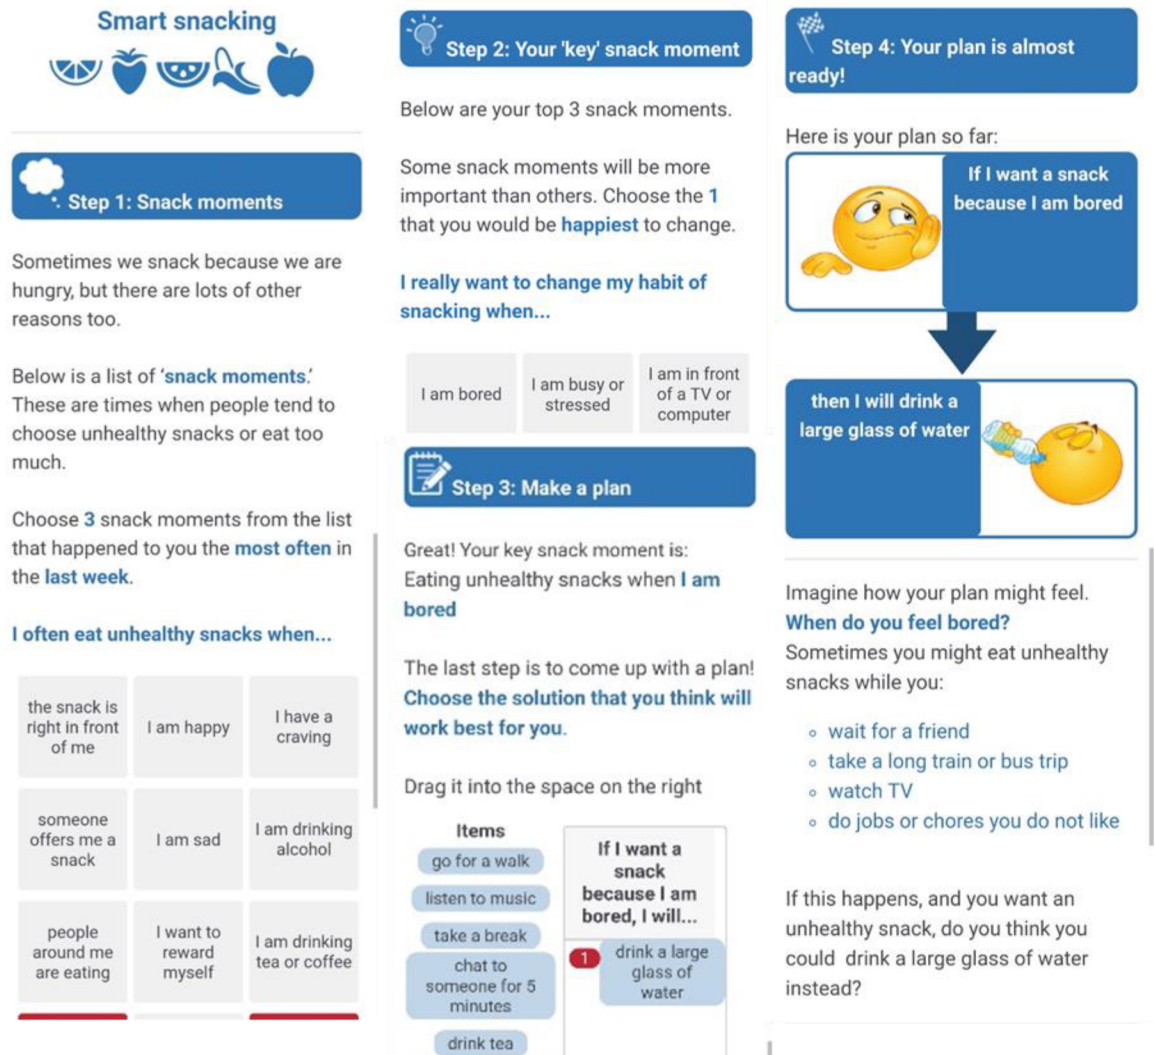 Smart snacking
Step 1: Snack moments
Sometimes we snack because we are
hungry, but there are lots of other
reasons too.
Below is a list of ‘snack moments.’
These are times when people tend to
choose unhealthy snacks or eat too
much.
Choose 3 snack moments from the list
that happened to you the most often in
the last week.
I often eat unhealthy snacks when...
the snack is
right in front
of me
I am happy
I have a
craving
someone
offers me a
snack
I am sad
I am drinking
alcohol
people
around me
are eating
I want to
reward
myself
I am drinking
tea or coffee
Step 2: Your 'key' snack moment
Below are your top 3 snack moments.
Some snack moments will be more
important than others. Choose the 1
that you would be happiest to change.
I really want to change my habit of
snacking when...
I am bored
I am busy or
stressed
I am in front
of a TV or
computer
Step 3: Make a plan
Great! Your key snack moment is:
Eating unhealthy snacks when I am
bored
The last step is to come up with a plan!
Choose the solution that you think will
work best for you.
Drag it into the space on the right
Items
go for a walk
listen to music
take a break
chat to
someone for 5
minutes
drink tea
If I want a
snack
because I am
bored, I will...
1
drink a large
glass of
water
Step 4: Your plan is almost
ready!
Here is your plan so far:
If I want a snack
because I am bored
then I will drink a
large glass of water
Imagine how your plan might feel.
When do you feel bored?
Sometimes you might eat unhealthy
snacks while you:
wait for a friend
take a long train or bus trip
watch TV
do jobs or chores you do not like
If this happens, and you want an
unhealthy snack, do you think you
could drink a large glass of water
instead?